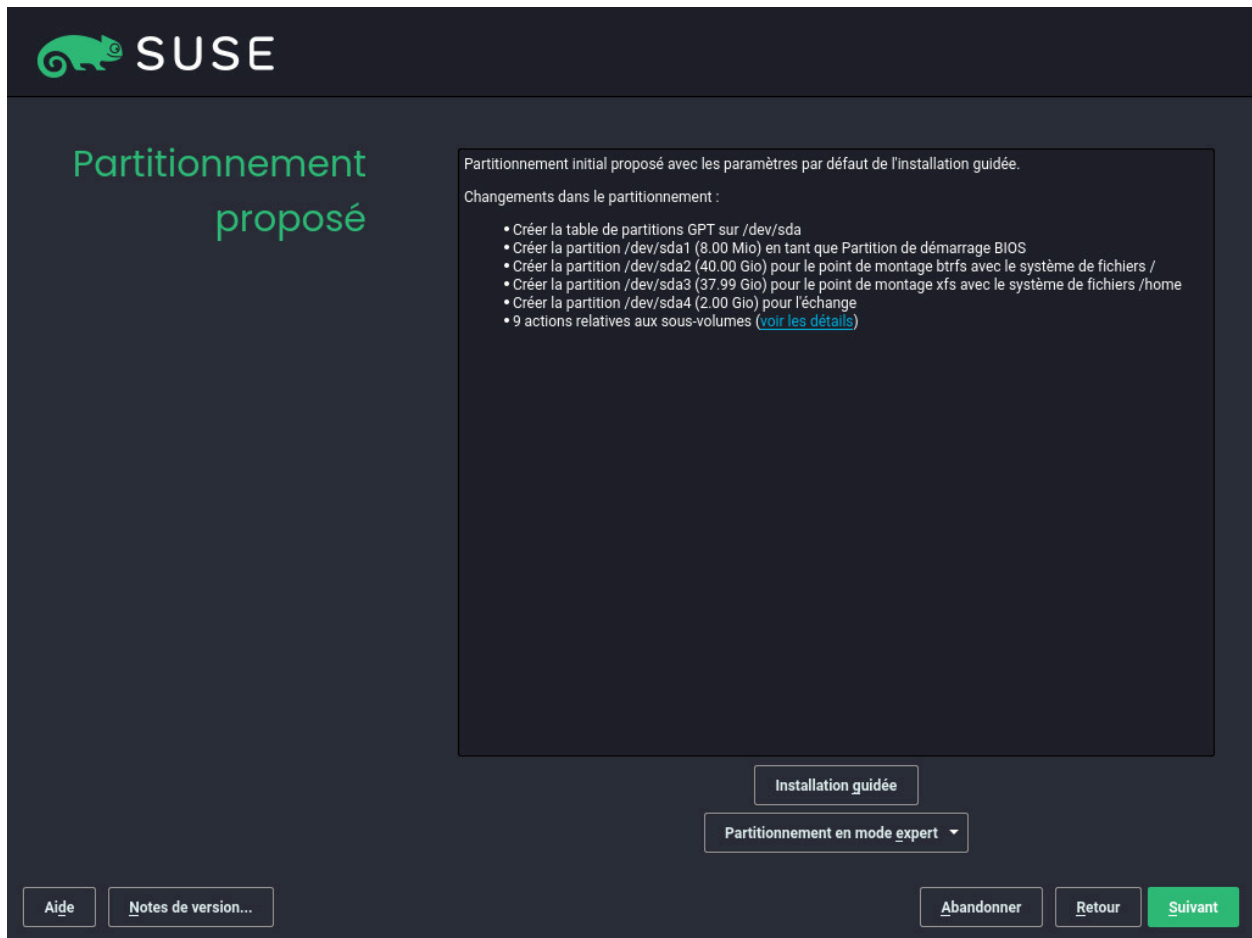 SUSE
Partitionnement
proposé
Partitionnement initial proposé avec les paramètres par défaut de l'installation guidée.
Changements dans le partitionnement :
• Créer la table de partitions GPT sur /dev/sda
• Créer la partition /dev/sda1 (8.00 Mio) en tant que Partition de démarrage BIOS
• Créer la partition /dev/sda2 (40.00 Gio) pour le point de montage btrfs avec le système de fichiers /
• Créer la partition /dev/sda3 (37.99 Gio) pour le point de montage xfs avec le système de fichiers /home
• Créer la partition /dev/sda4 (2.00 Gio) pour l'échange
• 9 actions relatives aux sous-volumes (voir les détails)
Installation guidée
Partitionnement en mode expert
Aide
Notes de version...
Abandonner
Retour
Suivant